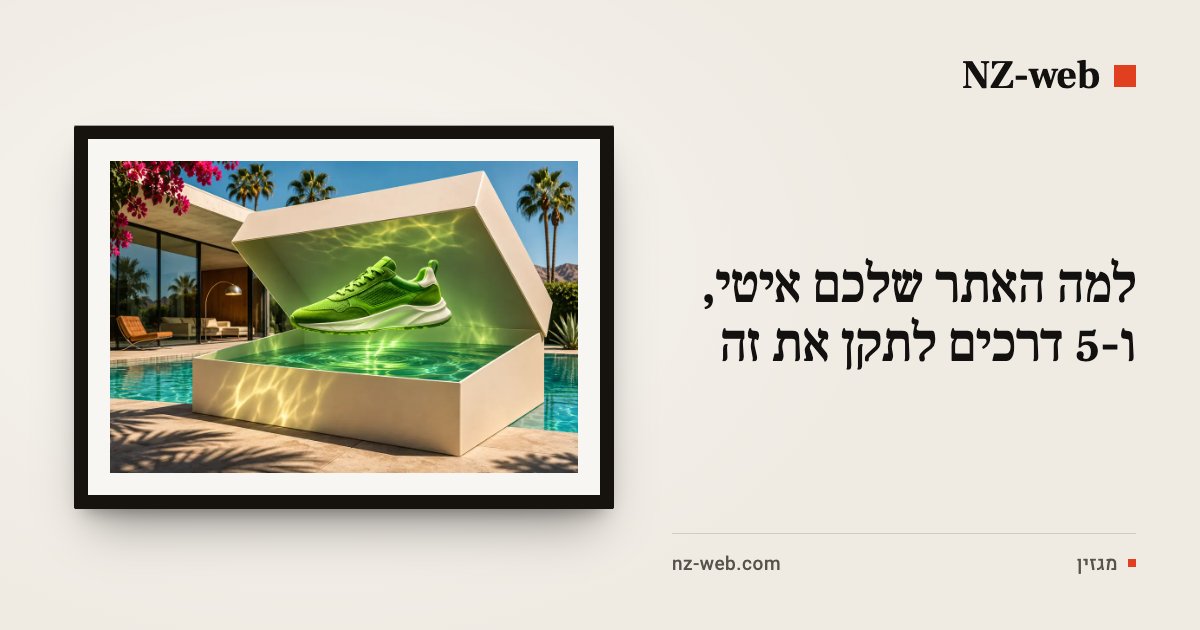 NZ-web
למה האתר שלכם איטי,
ו-5 דרכים לתקן את זה
מגזין
nz-web.com